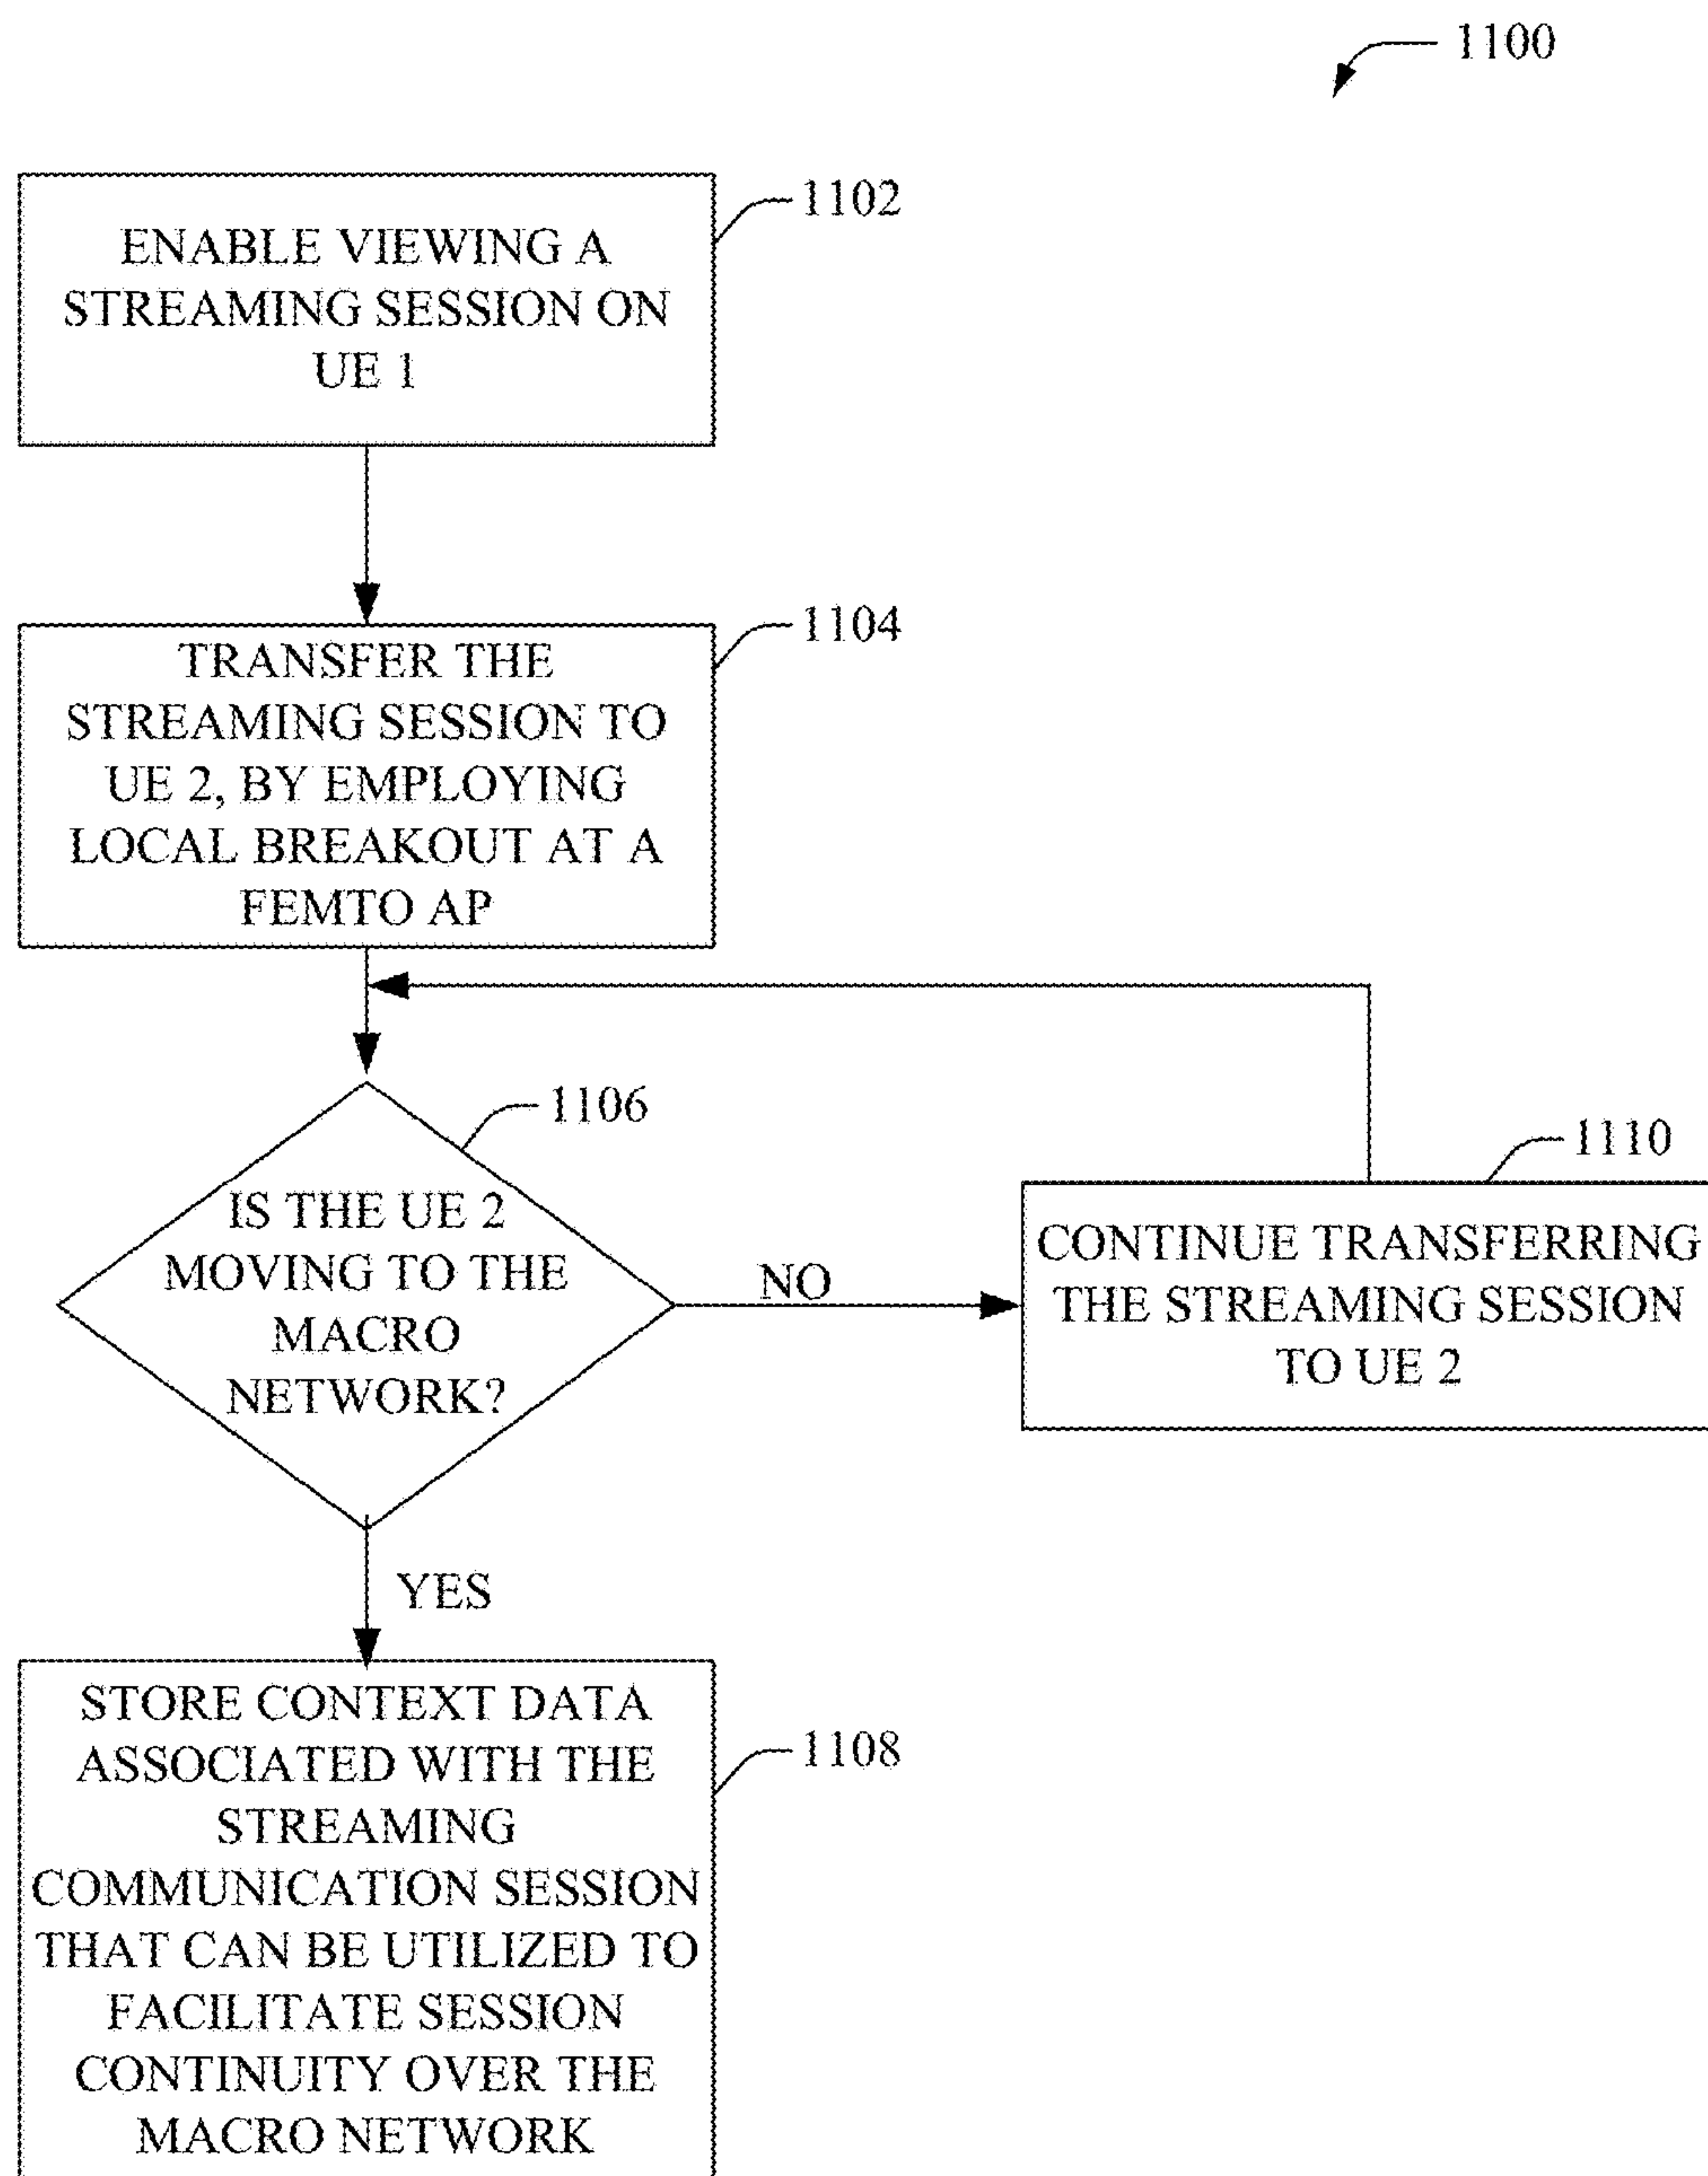 1100
1102
ENABLE VIEWING A
STREAMING SESSION ON
UE 1
1104
TRANSFER THE
STREAMING SESSION TO
UE 2, BY EMPLOYING
LOCAL BREAKOUT AT A
FEMTO AP
1106
IS THE UE 2
MOVING TO THE
MACRO
NETWORK?
NO
1110
CONTINUE TRANSFERRING
THE STREAMING SESSION
TO UE 2
YES
1108
STORE CONTEXT DATA
ASSOCIATED WITH THE
STREAMING
COMMUNICATION SESSION
THAT CAN BE UTILIZED TO
FACILITATE SESSION
CONTINUITY OVER THE
MACRO NETWORK